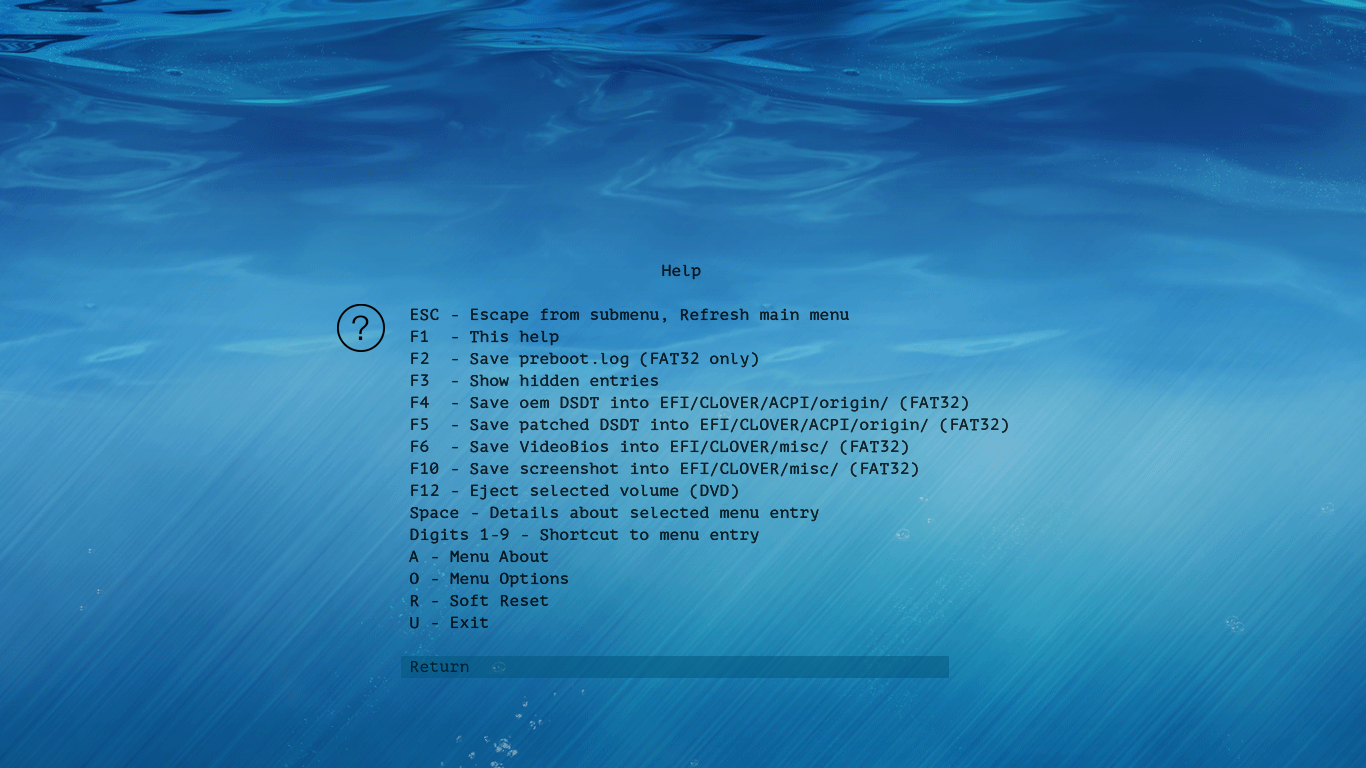 Help
?
ESC - Escape from submenu, Refresh main menu
F1  - This help
F2  - Save preboot.log (FAT32 only)
F3  - Show hidden entries
F4  - Save oem DSDT into EFI/CLOVER/ACPI/origin/ (FAT32)
F5  - Save patched DSDT into EFI/CLOVER/ACPI/origin/ (FAT32)
F6  - Save VideoBios into EFI/CLOVER/misc/ (FAT32)
F10 - Save screenshot into EFI/CLOVER/misc/ (FAT32)
F12 - Eject selected volume (DVD)
Space - Details about selected menu entry
Digits 1-9 - Shortcut to menu entry
A - Menu About
O - Menu Options
R - Soft Reset
U - Exit
Return